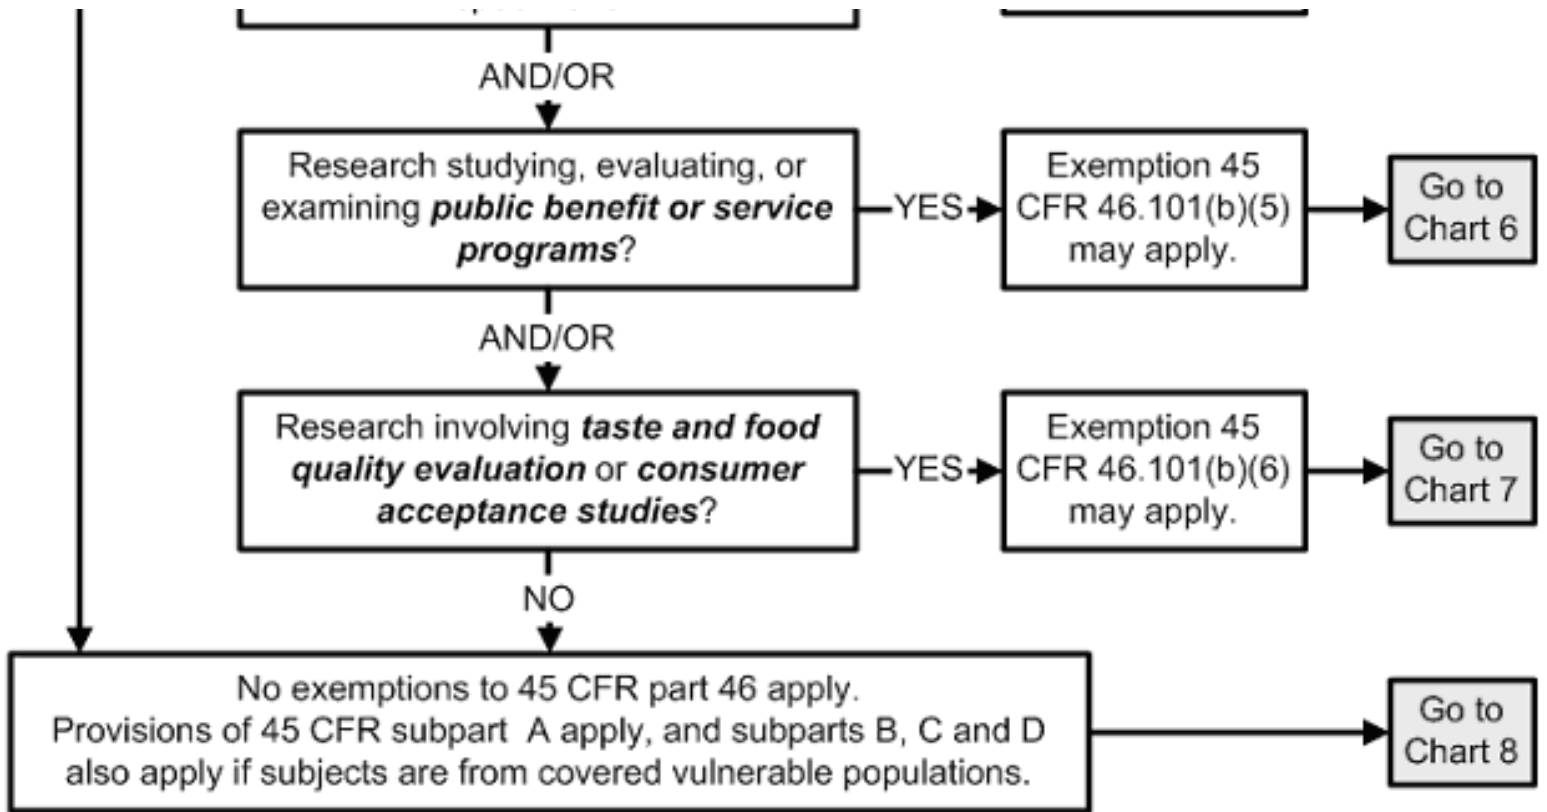 AND/OR
Research studying, evaluating, or
examining public benefit or service
programs?
YES
Exemption 45
CFR 46.101(b)(5)
may apply.
Go to
Chart 6
AND/OR
Research involving taste and food
quality evaluation or consumer
acceptance studies?
YES
Exemption 45
CFR 46.101(b)(6)
may apply.
Go to
Chart 7
NO
No exemptions to 45 CFR part 46 apply.
Provisions of 45 CFR subpart  A apply, and subparts B, C and D
also apply if subjects are from covered vulnerable populations.
Go to
Chart 8